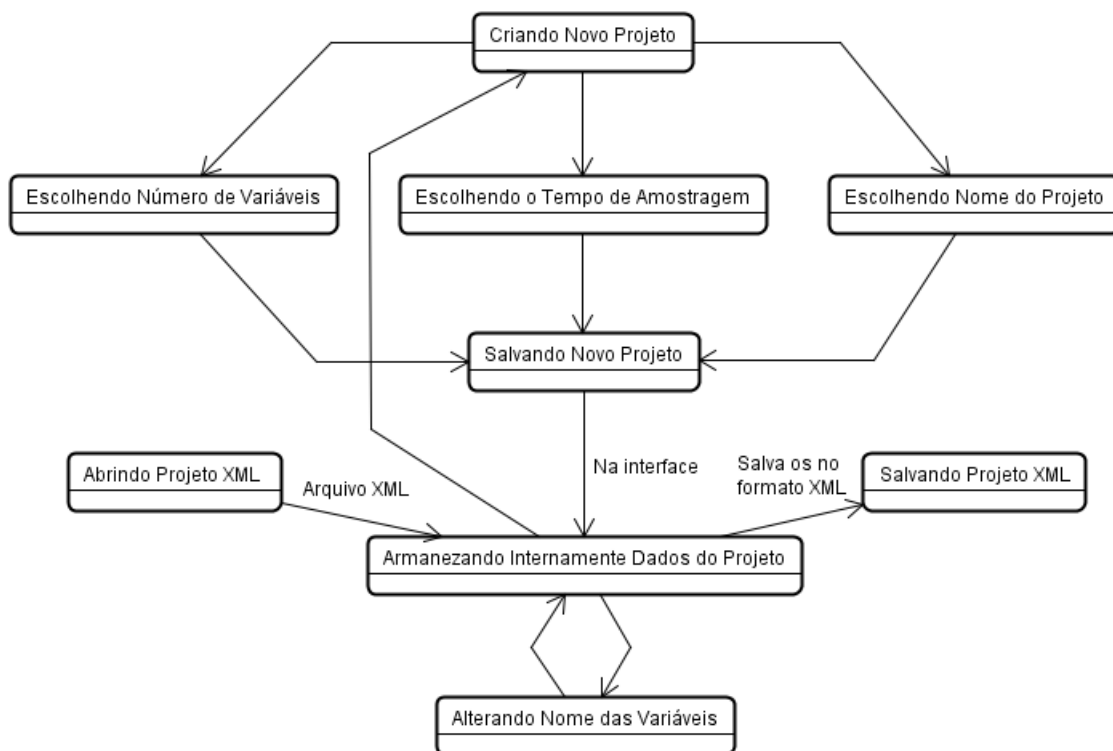 Criando Novo Projeto
Escolhendo Número de Variáveis
Escolhendo o Tempo de Amostragem
Escolhendo Nome do Projeto
Salvando Novo Projeto
Abrindo Projeto XML
Arquivo XML
Na interface
Salva os no
formato XML
Salvando Projeto XML
Armanezando Internamente Dados do Projeto
Alterando Nome das Variáveis